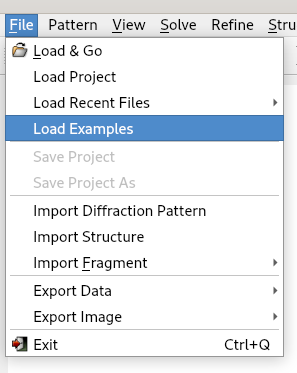 File Pattern View Solve Refine Stru
Load & Go
Load Project
Load Recent Files
Load Examples
Save Project
Save Project As
Import Diffraction Pattern
Import Structure
Import Fragment
Export Data
Export Image
Exit Ctrl+Q